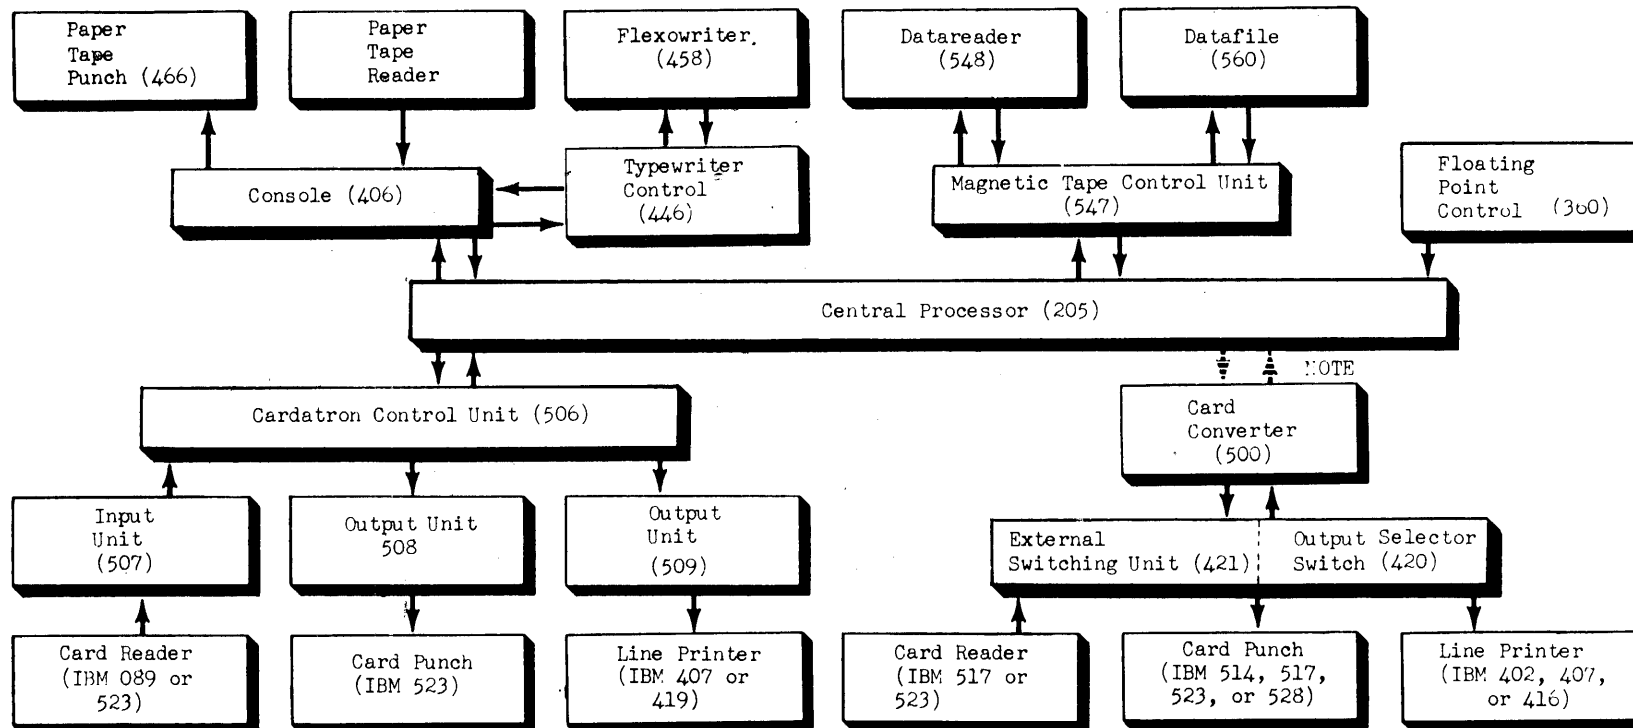 Paper
Tape
Punch (466)
Paper
Tape
Reader
Flexowriter
(458)
Datareader
(548)
Datafile
(560)
Console (406)
Typewriter
Control
(446)
Magnetic Tape Control Unit
(547)
Floating
Point
Control (360)
Central Processor (205)
NOTE
Cardatron Control Unit (506)
Card
Converter
(500)
Input
Unit
(507)
Output Unit
508
Output
Unit
(509)
External
Switching Unit (421)
Output Selector
Switch (420)
Card Reader
(IBM 089 or
523)
Card Punch
(IBM 523)
Line Printer
(IBM 407 or
419)
Card Reader
(IBM 517 or
523)
Card Punch
(IBM 514, 517,
523, or 528)
Line Printer
(IBM 402, 407,
or 416)